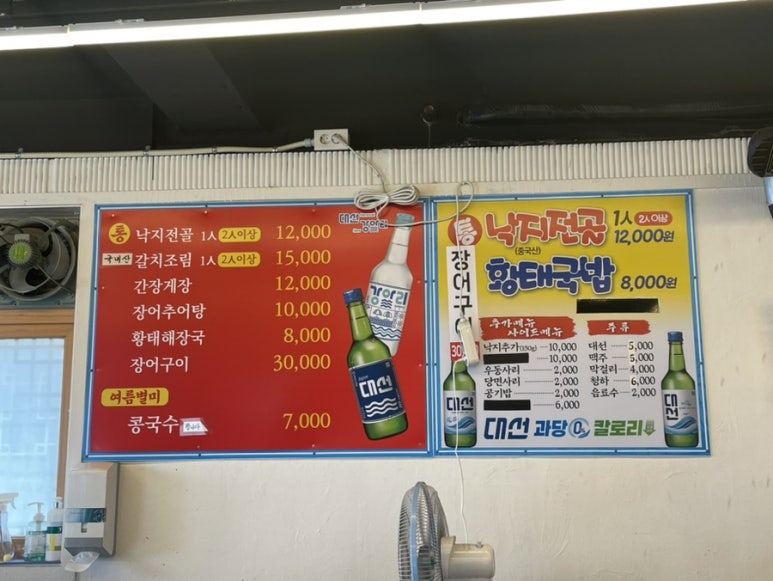 통 낙지전골 1人 2人이상 12,000
국내산 갈치조림 1人 2人이상 15,000
간장게장 12,000
장어추어탕 10,000
황태해장국 8,000
장어구이 30,000
여름별미
콩국수 7,000
대선
강알리
강알리
대선
통 낙지전골 1人 2人이상
(중국산) 12,000원
황태국밥 8,000원
장어구
30
추가메뉴
사이드메뉴
낙지추가(150g) 10,000
10,000
우동사리 2,000
당면사리 2,000
공기밥 2,000
6,000
주류
대선 5,000
맥주 5,000
막걸리 4,000
청하 6,000
음료수 2,000
대선
대선
대선 과당 0% 칼로리